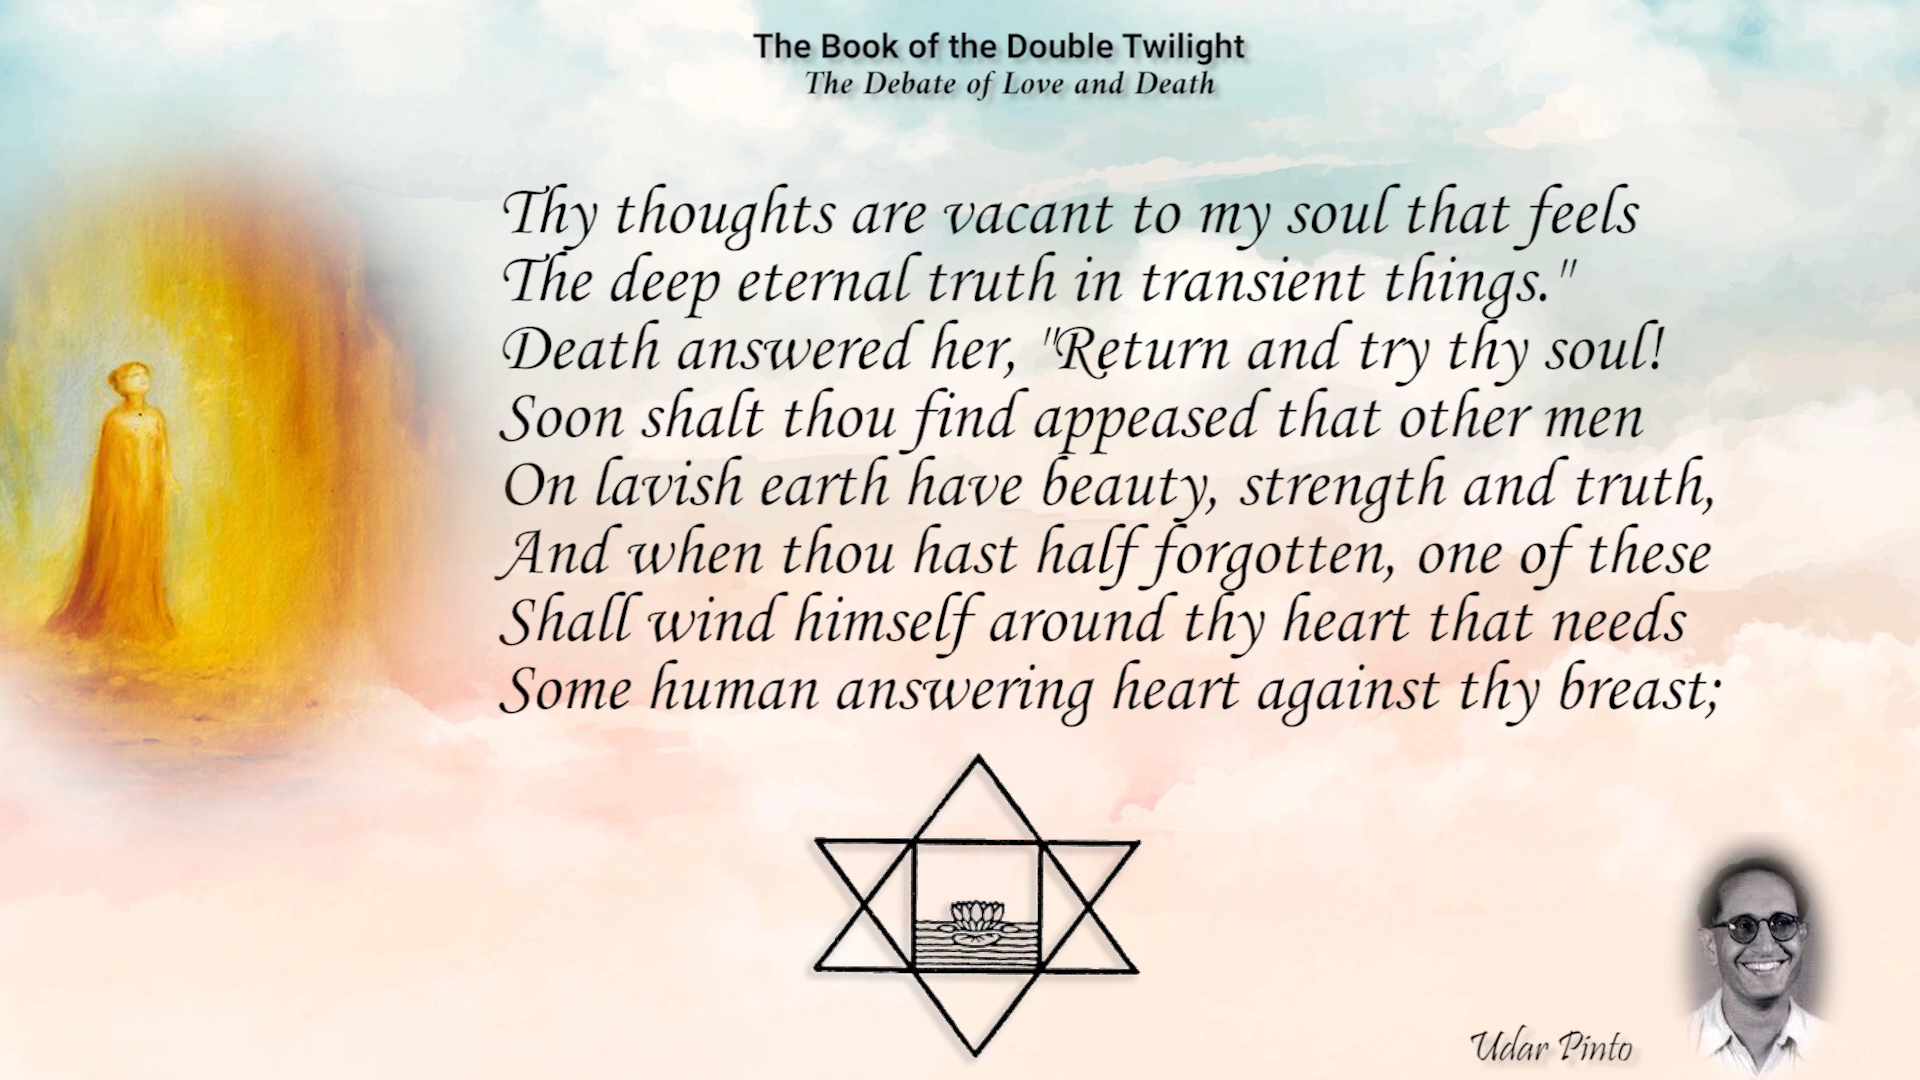 The Book of the Double Twilight
The Debate of Love and Death
Thy thoughts are vacant to my soul that feels
The deep eternal truth in transient things."
Death answered her, "Return and try thy soul!
Soon shalt thou find appeased that other men
On lavish earth have beauty, strength and truth,
And when thou hast half forgotten, one of these
Shall wind himself around thy heart that needs
Some human answering heart against thy breast;
Udar Pinto